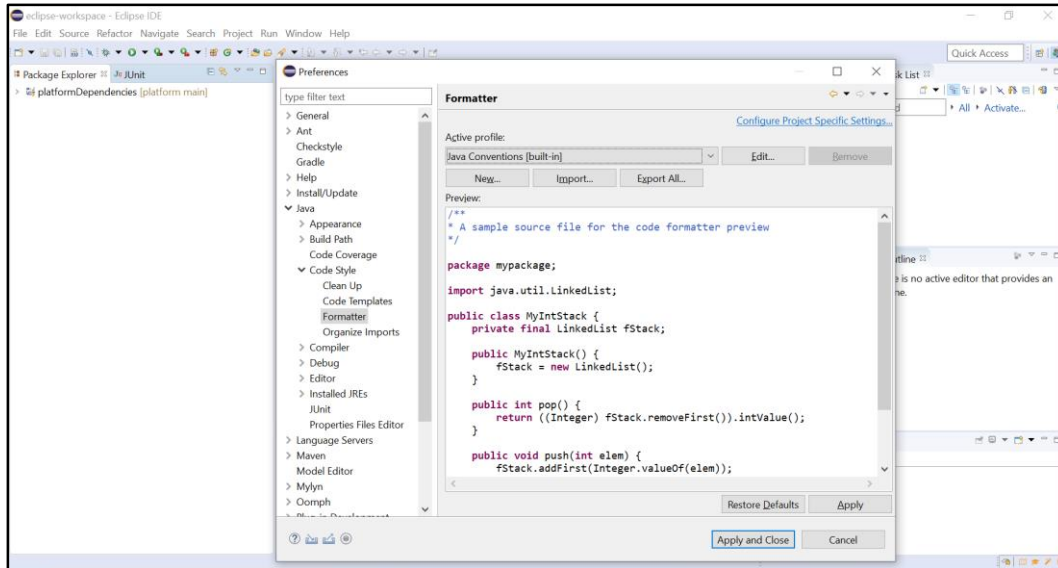 eclipse-workspace - Eclipse IDE
File Edit Source Refactor Navigate Search Project Run Window Help
Quick Access
Package Explorer JUnit
platformDependencies [platform main]
Preferences
type filter text
> General
> Ant
Checkstyle
Gradle
> Help
> Install/Update
Java
> Appearance
> Build Path
Code Coverage
Code Style
Clean Up
Code Templates
Formatter
Organize Imports
> Compiler
> Debug
> Editor
> Installed JREs
JUnit
Properties Files Editor
> Language Servers
> Maven
Model Editor
> Mylyn
> Oomph
Formatter
Configure Project Specific Settings...
Active profile:
Java Conventions [built-in]
Edit...
Remove
New...
Import...
Export All...
Preview:
/**
* A sample source file for the code formatter preview
*/
package mypackage;
import java.util.LinkedList;
public class MyIntStack {
private final LinkedList fStack;
public MyIntStack() {
fStack = new LinkedList();
}
public int pop() {
return ((Integer) fStack.removeFirst()).intValue();
}
public void push(int elem) {
fStack.addFirst(Integer.valueOf(elem));
Restore Defaults
Apply
Apply and Close
Cancel
sk List
d
All
Activate...
utline
e is no active editor that provides an
ne.